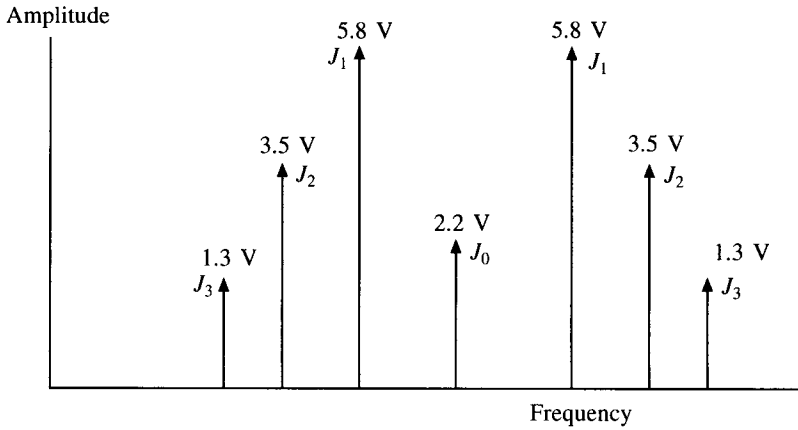 Amplitude
5.8 V
5.8 V
J₁
J₁
3.5 V
3.5 V
J₂
J₂
2.2 V
J₀
1.3 V
1.3 V
J₃
J₃
Frequency